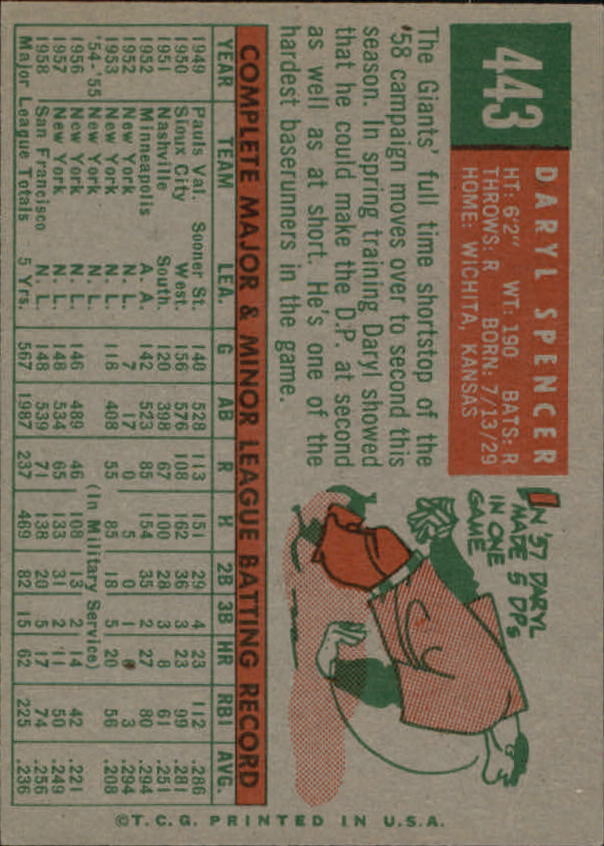 443
DARYL SPENCER
HT: 6'2" WT: 190 BATS: R
THROWS: R BORN: 7/13/29
HOME: WICHITA, KANSAS
The Giants' full time shortstop of the
'58 campaign moves over to second this
season. In spring training, Daryl showed
that he could make the D.P. at second
as well as at short. He's one of the
hardest baserunners in the game.
IN '57 DARYL
MADE 5 DPs
IN ONE
GAME
COMPLETE MAJOR & MINOR LEAGUE BATTING RECORD
YEAR TEAM LEA. G AB R H 2B 3B HR RBI AVG.
1949 Pauls Val. Sooner St. 140 528 113 151 29 4 23 112 .286
1950 Sioux City West. 156 576 108 162 36 3 23 99 .281
1951 Nashville South. 120 398 67 100 28 3 8 61 .251
1952 Minneapolis A. A. 142 523 85 154 35 2 27 80 .294
1952 New York N. L. 7 17 0 5 0 1 0 3 .294
1953 New York N. L. 118 408 55 85 18 5 20 56 .208
'54-'55 New York N. L. (In Military Service)
1956 New York N. L. 146 489 46 108 13 2 14 42 .221
1957 New York N. L. 148 534 65 133 31 2 11 50 .249
1958 San Francisco N. L. 148 539 71 138 20 5 17 74 .256
Major League Totals 5 Yrs. 567 1987 237 469 82 15 62 225 .236
©T.C.G. PRINTED IN U.S.A.